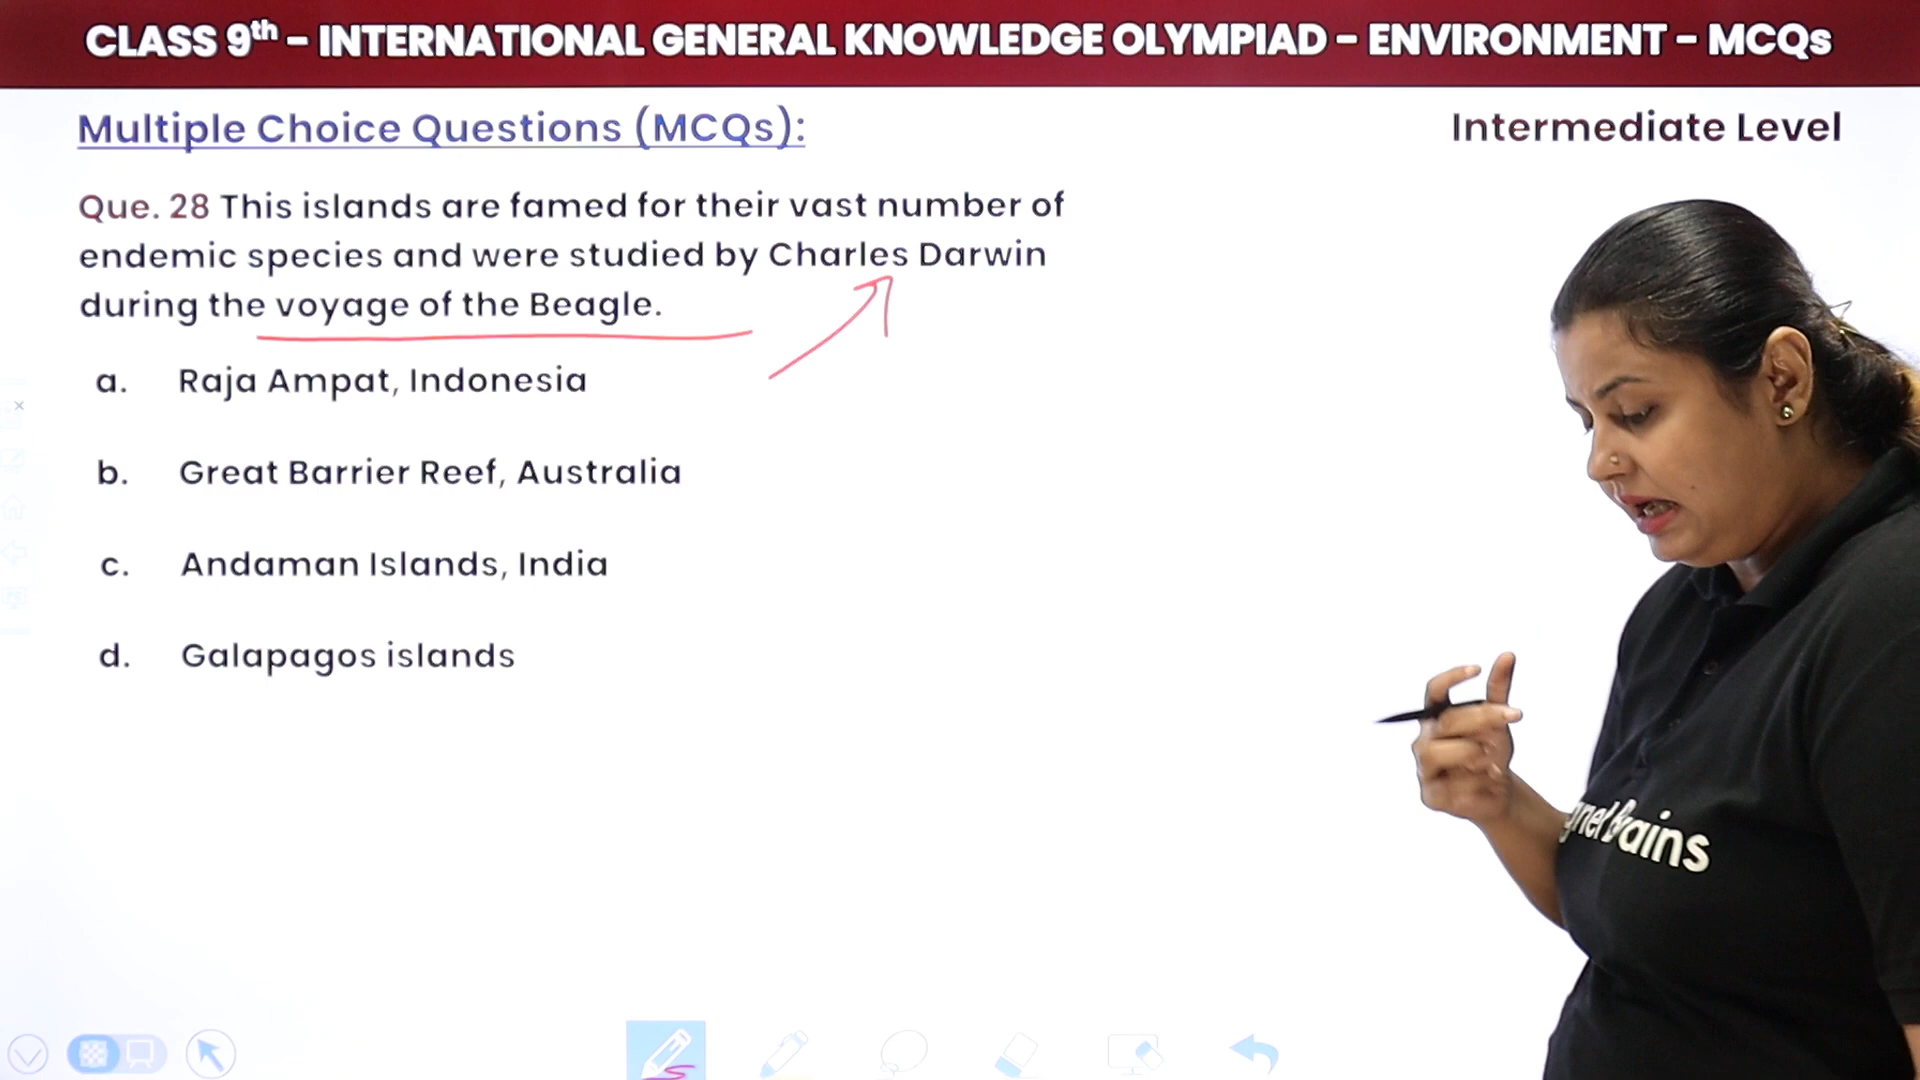 CLASS 9th - INTERNATIONAL GENERAL KNOWLEDGE OLYMPIAD - ENVIRONMENT - MCQs
Multiple Choice Questions (MCQs):
Intermediate Level
Que. 28 This islands are famed for their vast number of
endemic species and were studied by Charles Darwin
during the voyage of the Beagle.
a. Raja Ampat, Indonesia
b. Great Barrier Reef, Australia
c. Andaman Islands, India
d. Galapagos islands
gnet Brains